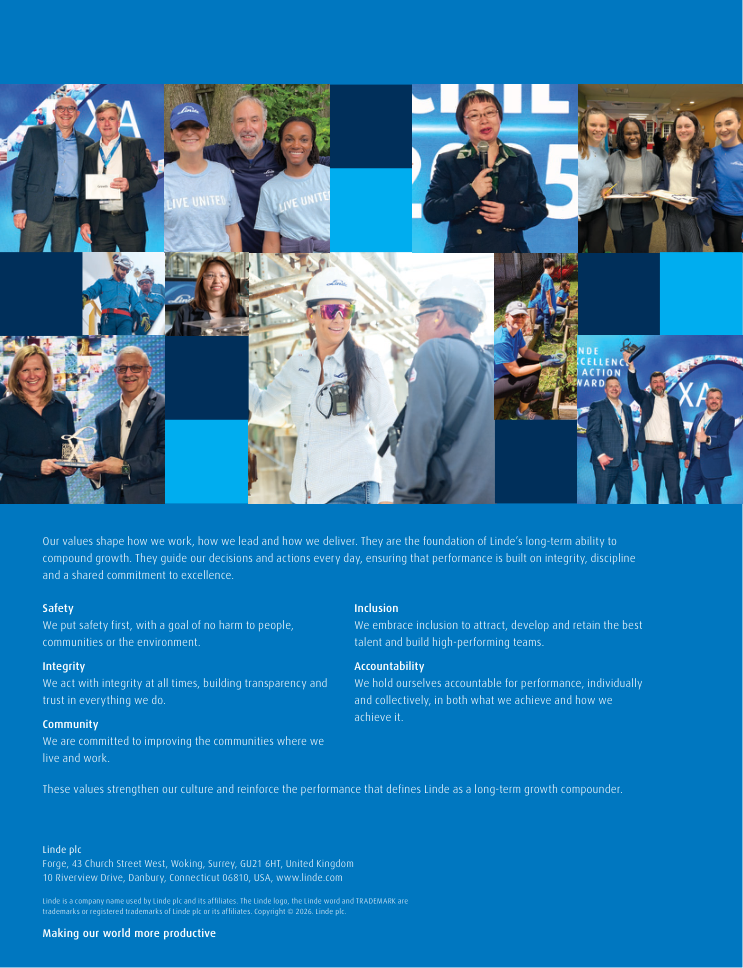 XA
Linde
LIVE UNITED
LIVE UNITED
2025
Linde
NDE
CELLENCE
ACTION
WARD
XA
Our values shape how we work, how we lead and how we deliver. They are the foundation of Linde’s long-term ability to
compound growth. They guide our decisions and actions every day, ensuring that performance is built on integrity, discipline
and a shared commitment to excellence.
Safety
We put safety first, with a goal of no harm to people,
communities or the environment.
Integrity
We act with integrity at all times, building transparency and
trust in everything we do.
Community
We are committed to improving the communities where we
live and work.
Inclusion
We embrace inclusion to attract, develop and retain the best
talent and build high-performing teams.
Accountability
We hold ourselves accountable for performance, individually
and collectively, in both what we achieve and how we
achieve it.
These values strengthen our culture and reinforce the performance that defines Linde as a long-term growth compounder.
Linde plc
Forge, 43 Church Street West, Woking, Surrey, GU21 6HT, United Kingdom
10 Riverview Drive, Danbury, Connecticut 06810, USA, www.linde.com
Linde is a company name used by Linde plc and its affiliates. The Linde logo, the Linde word and TRADEMARK are
trademarks or registered trademarks of Linde plc or its affiliates. Copyright © 2026. Linde plc.
Making our world more productive